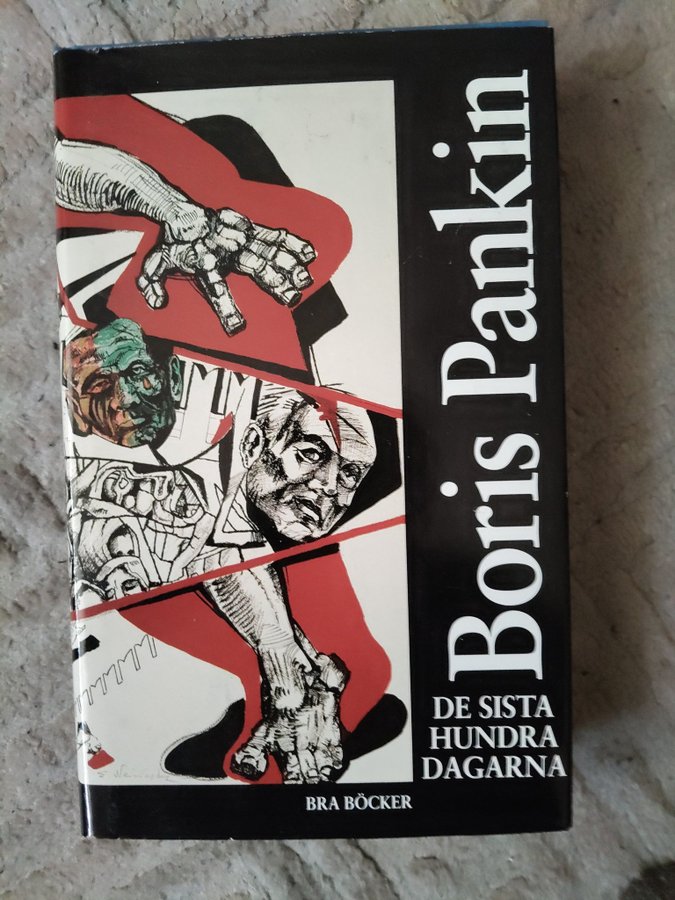 Boris Pankin
DE SISTA
HUNDRA
DAGARNA
BRA BÖCKER